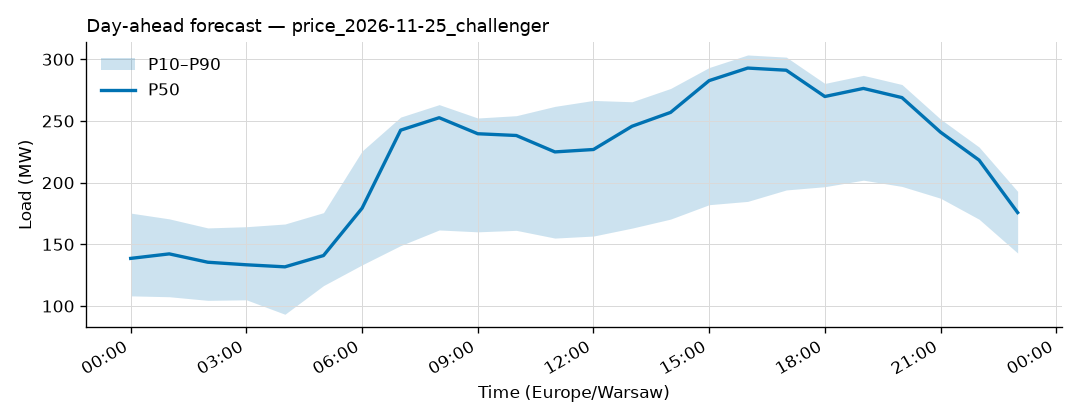 Day-ahead forecast — price_2026-11-25_challenger
P10–P90
P50
Load (MW)
300
250
200
150
100
00:00
03:00
06:00
09:00
12:00
15:00
18:00
21:00
00:00
Time (Europe/Warsaw)